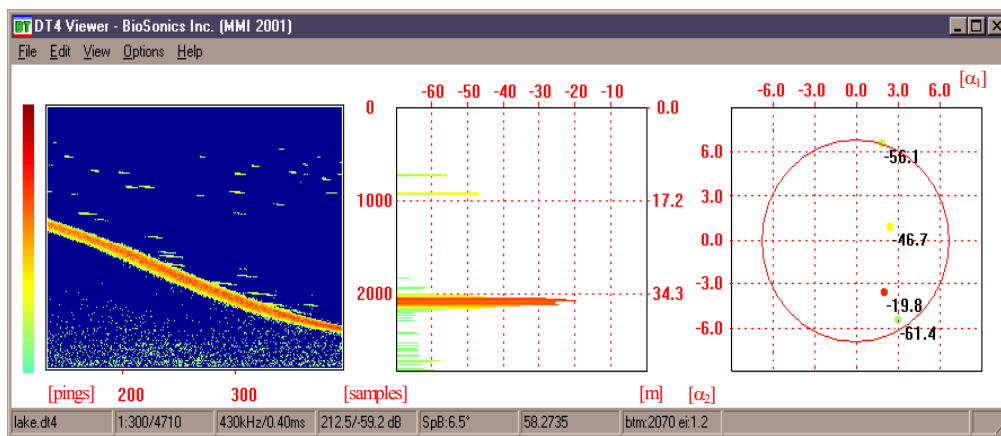 DT4 Viewer - BioSonics Inc. (MMI 2001)
File Edit View Options Help
-60 -50 -40 -30 -20 -10
[α1]
-6.0 -3.0 0.0 3.0 6.0
0 0.0
1000 17.2
2000 34.3
6.0
3.0
0.0
-3.0
-6.0
-56.1
-46.7
-19.8
-61.4
[pings] 200 300 [samples] [m] [α2]
lake.dt4 1:300/4710 430kHz/0.40ms 212.5/-59.2 dB SpB:6.5° 58.2735 btm:2070 ei:1.2